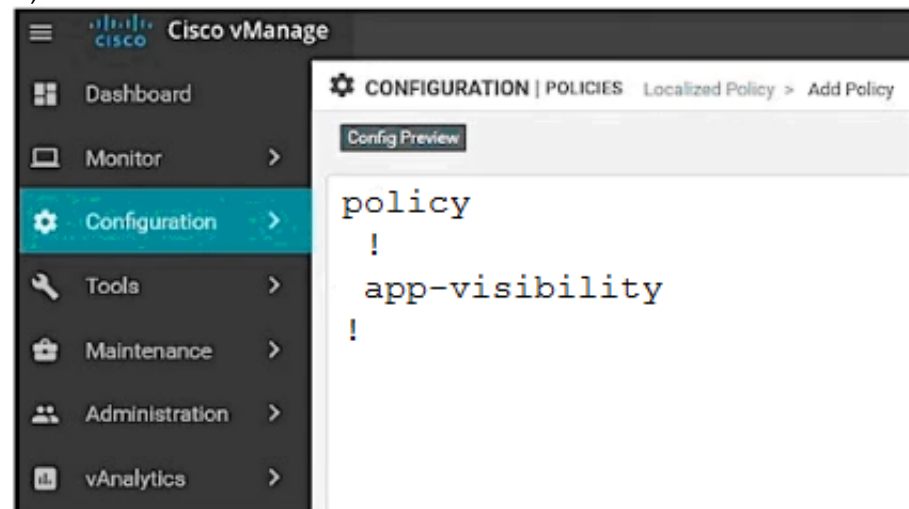 cisco Cisco vManage
Dashboard
CONFIGURATION | POLICIES Localized Policy > Add Policy
Config Preview
Monitor >
Configuration >
Tools >
Maintenance >
Administration >
vAnalytics >
policy
!
app-visibility
!